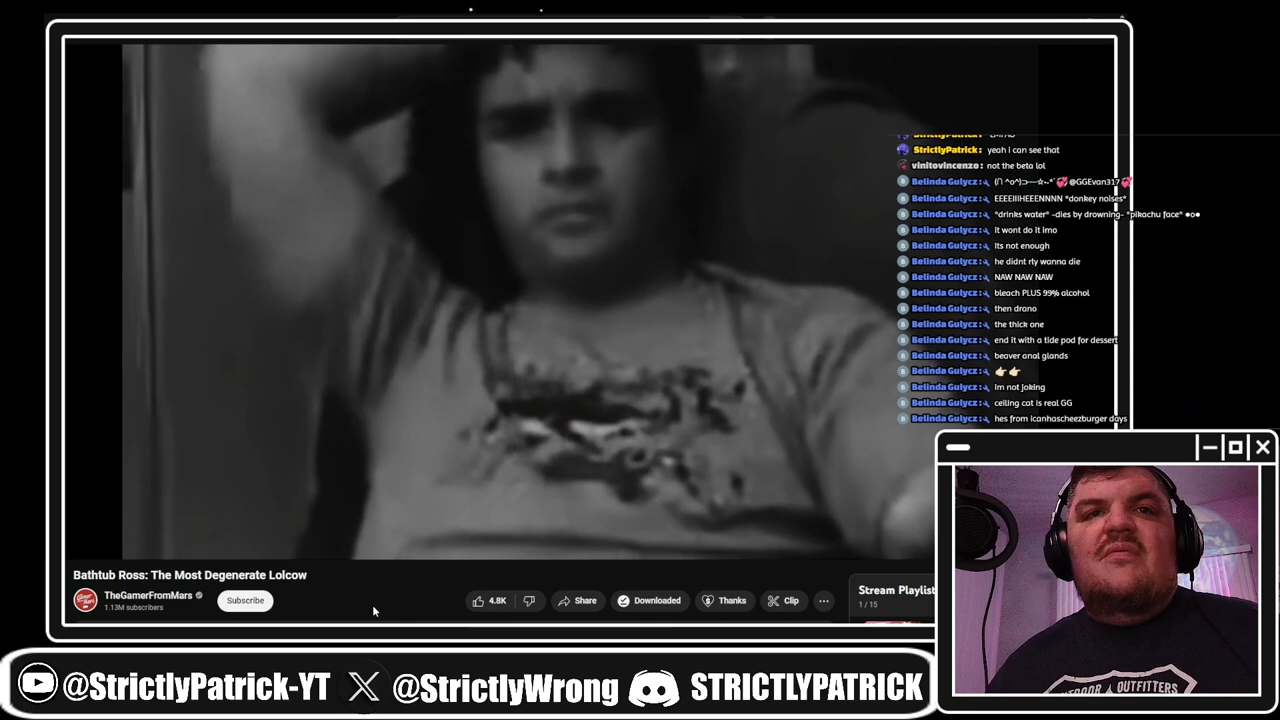 StrictlyPatrick: LMFAO
StrictlyPatrick: yeah i can see that
vinitovincenzo: not the beta lol
Belinda Gulycz: (∩ ^o^)⊃━☆-.*` 💞 @GGEvan317 💞
Belinda Gulycz: EEEEIIIHEEENNNN *donkey noises*
Belinda Gulycz: *drinks water* -dies by drowning- *pikachu face* ●o●
Belinda Gulycz: it wont do it imo
Belinda Gulycz: its not enough
Belinda Gulycz: he didnt rly wanna die
Belinda Gulycz: NAW NAW NAW
Belinda Gulycz: bleach PLUS 99% alcohol
Belinda Gulycz: then drano
Belinda Gulycz: the thick one
Belinda Gulycz: end it with a tide pod for dessert
Belinda Gulycz: beaver anal glands
Belinda Gulycz: 👉🏻 👉🏻
Belinda Gulycz: im not joking
Belinda Gulycz: ceiling cat is real GG
Belinda Gulycz: hes from icanhascheezburger days
Bathtub Ross: The Most Degenerate Lolcow
TheGamerFromMars
1.13M subscribers
Subscribe
4.8K
Share
Downloaded
Thanks
Clip
Stream Playlist
1 / 15
OUTDOOR OUTFITTERS
@StrictlyPatrick-YT
@StrictlyWrong
STRICTLYPATRICK